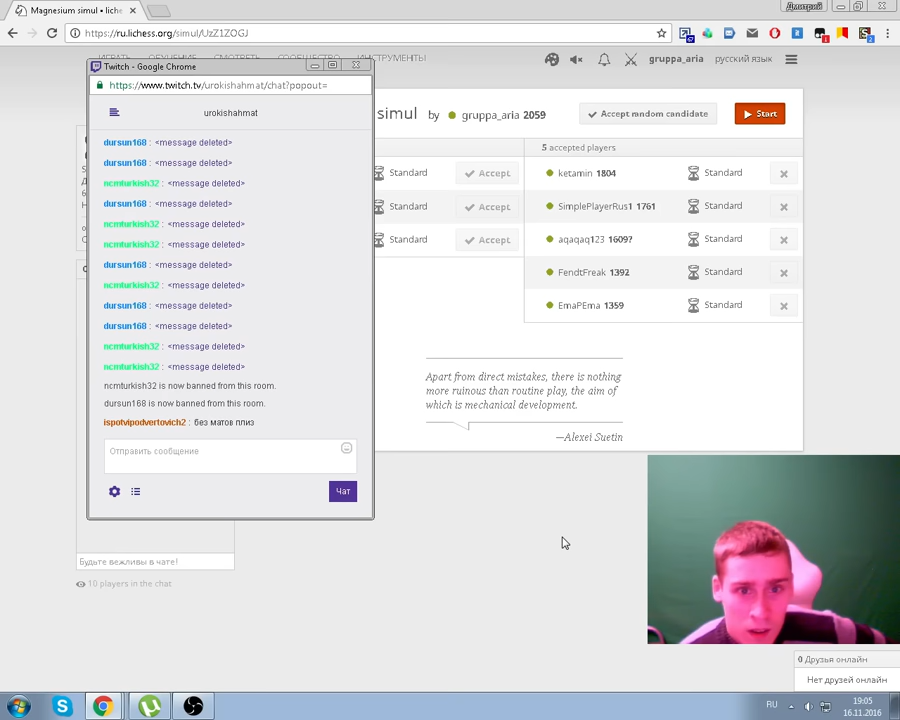 Magnesium simul • liche
Дмитрий
https://ru.lichess.org/simul/UzZ1ZOGJ
gruppa_aria
русский язык
Twitch - Google Chrome
https://www.twitch.tv/urokishahmat/chat?popout=
urokishahmat
simul by gruppa_aria 2059
Accept random candidate
Start
5 accepted players
dursun168 : <message deleted>
dursun168 : <message deleted>
ncmturkish32 : <message deleted>
dursun168 : <message deleted>
ncmturkish32 : <message deleted>
ncmturkish32 : <message deleted>
dursun168 : <message deleted>
ncmturkish32 : <message deleted>
dursun168 : <message deleted>
dursun168 : <message deleted>
ncmturkish32 : <message deleted>
ncmturkish32 : <message deleted>
ncmturkish32 is now banned from this room.
dursun168 is now banned from this room.
ispotvipodvertovich2 : без матов плиз
Отправить сообщение
Чат
Standard Accept
Standard Accept
Standard Accept
ketamin 1804 Standard
SimplePlayerRus1 1761 Standard
aqaqaq123 1609? Standard
FendtFreak 1392 Standard
EmaPEma 1359 Standard
Apart from direct mistakes, there is nothing
more ruinous than routine play, the aim of
which is mechanical development.
—Alexei Suetin
Будьте вежливы в чате!
10 players in the chat
0 Друзья онлайн
Нет друзей онлайн
RU
19:05
16.11.2016